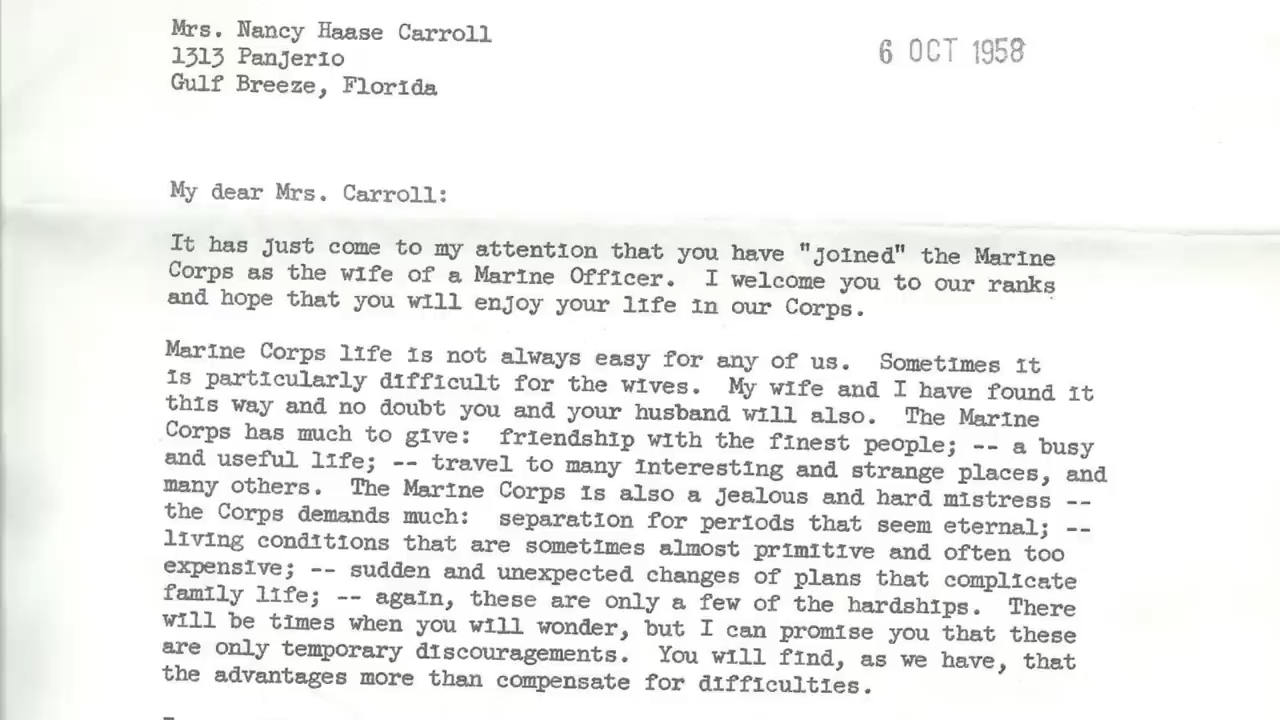 Mrs. Nancy Haase Carroll
1313 Panjerio
Gulf Breeze, Florida
6 OCT 1958
My dear Mrs. Carroll:
It has just come to my attention that you have "joined" the Marine
Corps as the wife of a Marine Officer. I welcome you to our ranks
and hope that you will enjoy your life in our Corps.
Marine Corps life is not always easy for any of us. Sometimes it
is particularly difficult for the wives. My wife and I have found it
this way and no doubt you and your husband will also. The Marine
Corps has much to give: friendship with the finest people; -- a busy
and useful life; -- travel to many interesting and strange places, and
many others. The Marine Corps is also a jealous and hard mistress --
the Corps demands much: separation for periods that seem eternal; --
living conditions that are sometimes almost primitive and often too
expensive; -- sudden and unexpected changes of plans that complicate
family life; -- again, these are only a few of the hardships. There
will be times when you will wonder, but I can promise you that these
are only temporary discouragements. You will find, as we have, that
the advantages more than compensate for difficulties.